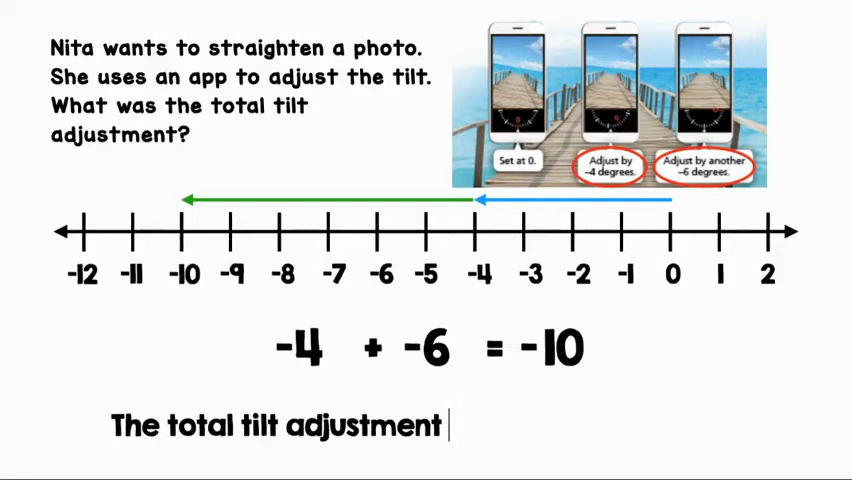 Nita wants to straighten a photo.
She uses an app to adjust the tilt.
What was the total tilt
adjustment?
Set at 0.
Adjust by
-4 degrees.
Adjust by another
-6 degrees.
-12 -11 -10 -9 -8 -7 -6 -5 -4 -3 -2 -1 0 1 2
-4 + -6 = -10
The total tilt adjustment